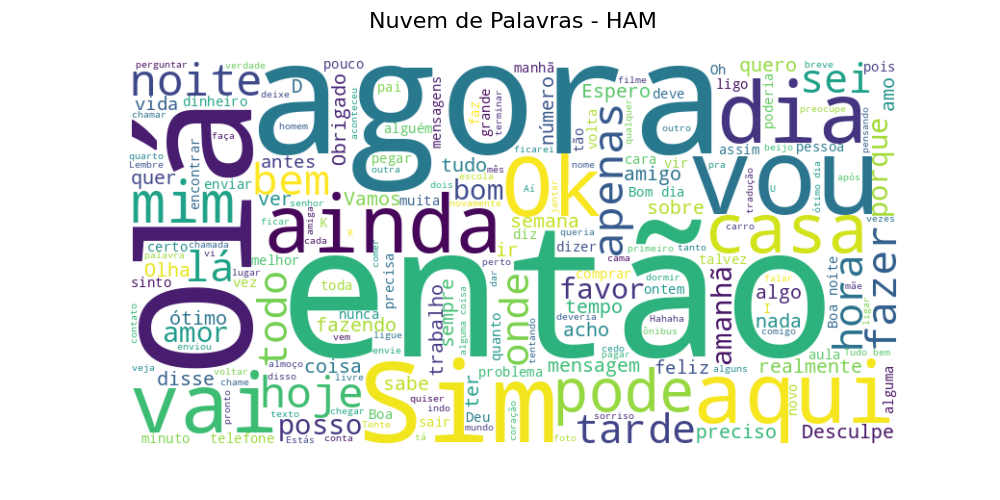 Nuvem de Palavras - HAM
perguntar verdade pouco manhã Oh quero sei breve pois
noite agora dia
vida dinheiro deixe D pai mensagens grande faz filme Espero deve ligo poderia preocupe amo
chamar Obrigado aconteceu alguém terminar número volta qualquer outro pensando
Olá faça homem antes pegar tudo ficarei tão cara vir assim pessoa beijo porque
quarto Lembre encontrar outra mês escola nome pra
quer enviar bem ver senhor Vamos muita dois novamente bom Ok Aí jantar apenas amigo Bom dia tradução U ótimo dia após vou
mim ainda ficar amiga K R semana sobre carro vezes
certo chamada vi cada diz queria dizer primeiro tanto casa
palavra Olha lá lugar melhor comer ir perto cama talvez Boa noite mãe hora fazer
sinto vez toda precisa dar comprar dormir ontem amanhã algo falar I
contato ótimo todo nunca trabalho sempre alguma coisa onde favor tempo Hahaha ligar
amor fazendo vem ligue quanto tentando deveria acho ônibus nada comigo
enviou então envie cedo pagar aula Tudo bem
veja voltar almoço coisa disso problema mensagem feliz alguns realmente
disse chame livre sabe ter
vai pronto hoje texto chegar quiser indo Sim Deu mundo coração pode sorriso novo aqui alguma
posso Boa Tente sair
minuto telefone Estás conta tá foto tarde preciso Desculpe